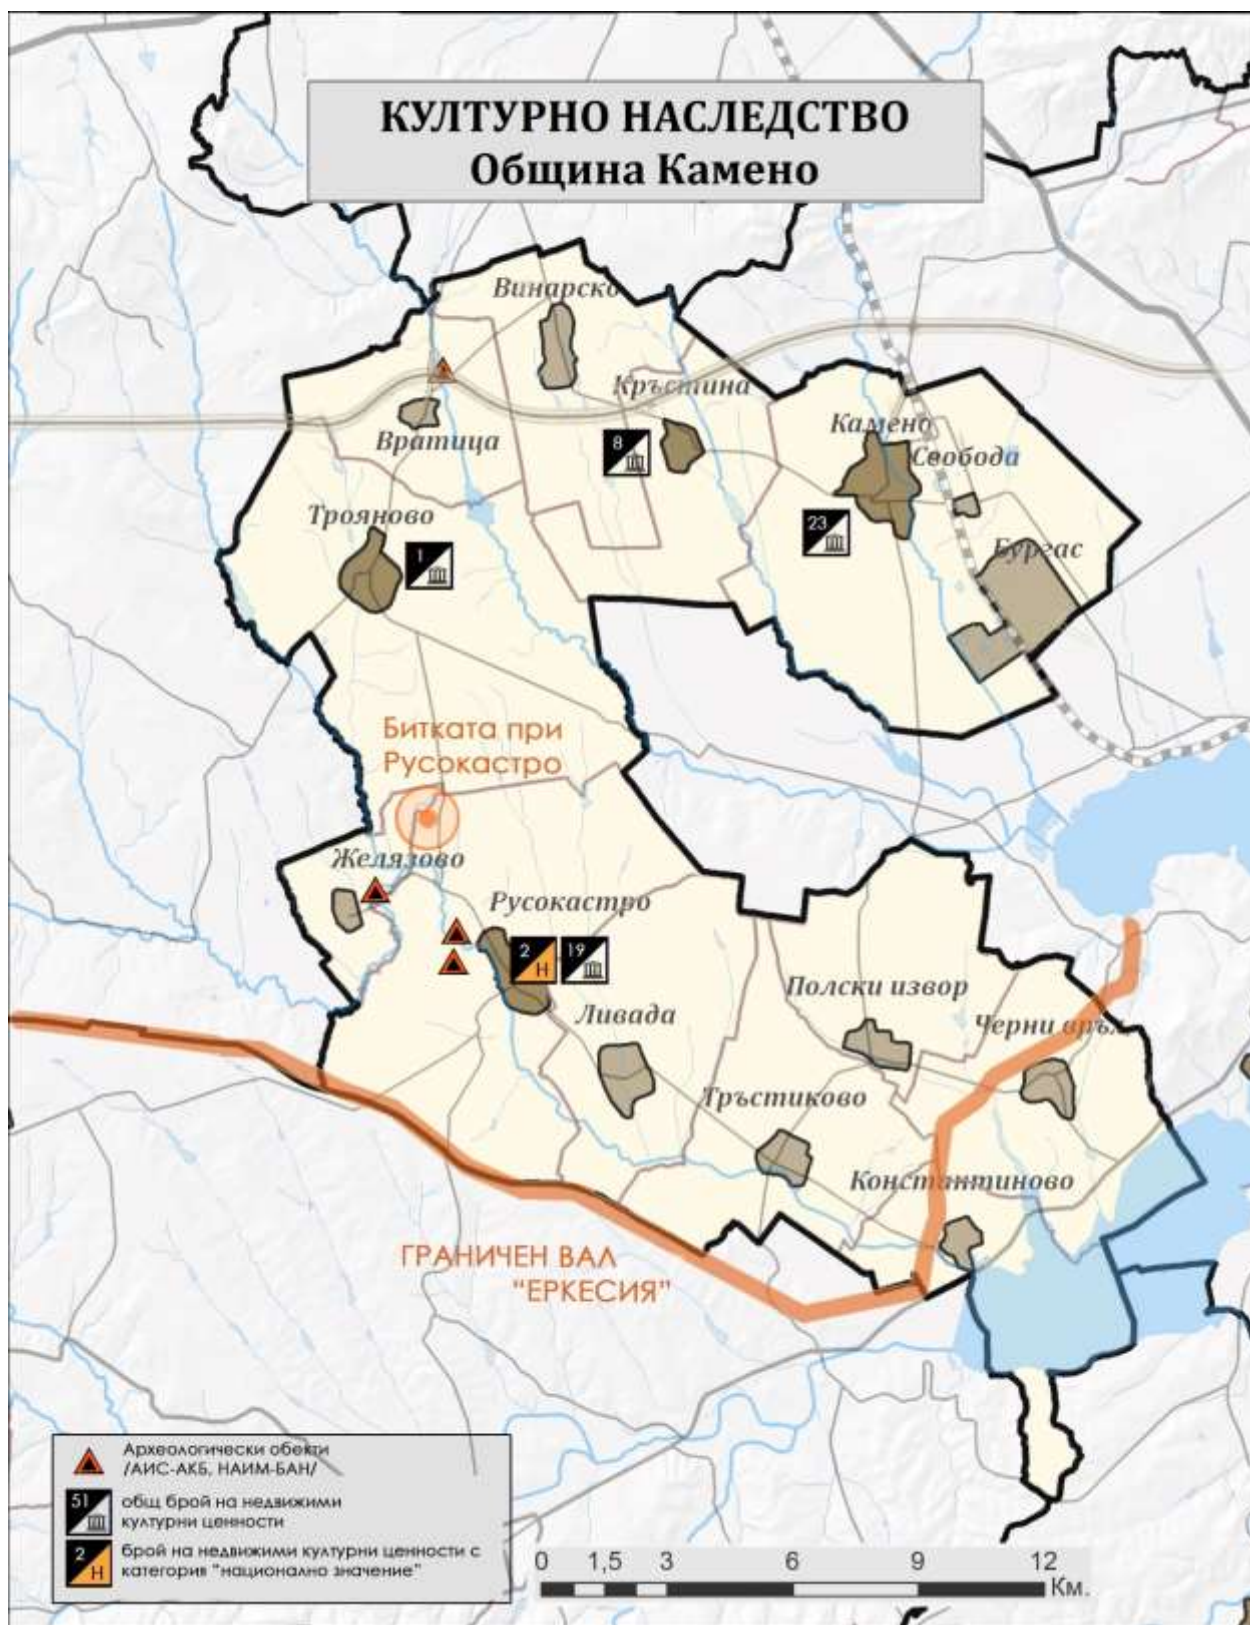 КУЛТУРНО НАСЛЕДСТВО
Община Камено
Винарско
Кръстина
Вратица
8
Камено
Свобода
Трояново
23
1
Бургас
Битката при
Русокастро
Желязово
Русокастро
2
Н
19
Полски извор
Ливада
Черни връх
Тръстиково
Константиново
ГРАНИЧЕН ВАЛ
"ЕРКЕСИЯ"
Археологически обекти
/АИС-АКБ, НАИМ-БАН/
51
общ брой на недвижими
културни ценности
2
Н
брой на недвижими културни ценности с
категория "национално значение"
0 1,5 3 6 9 12
Км.